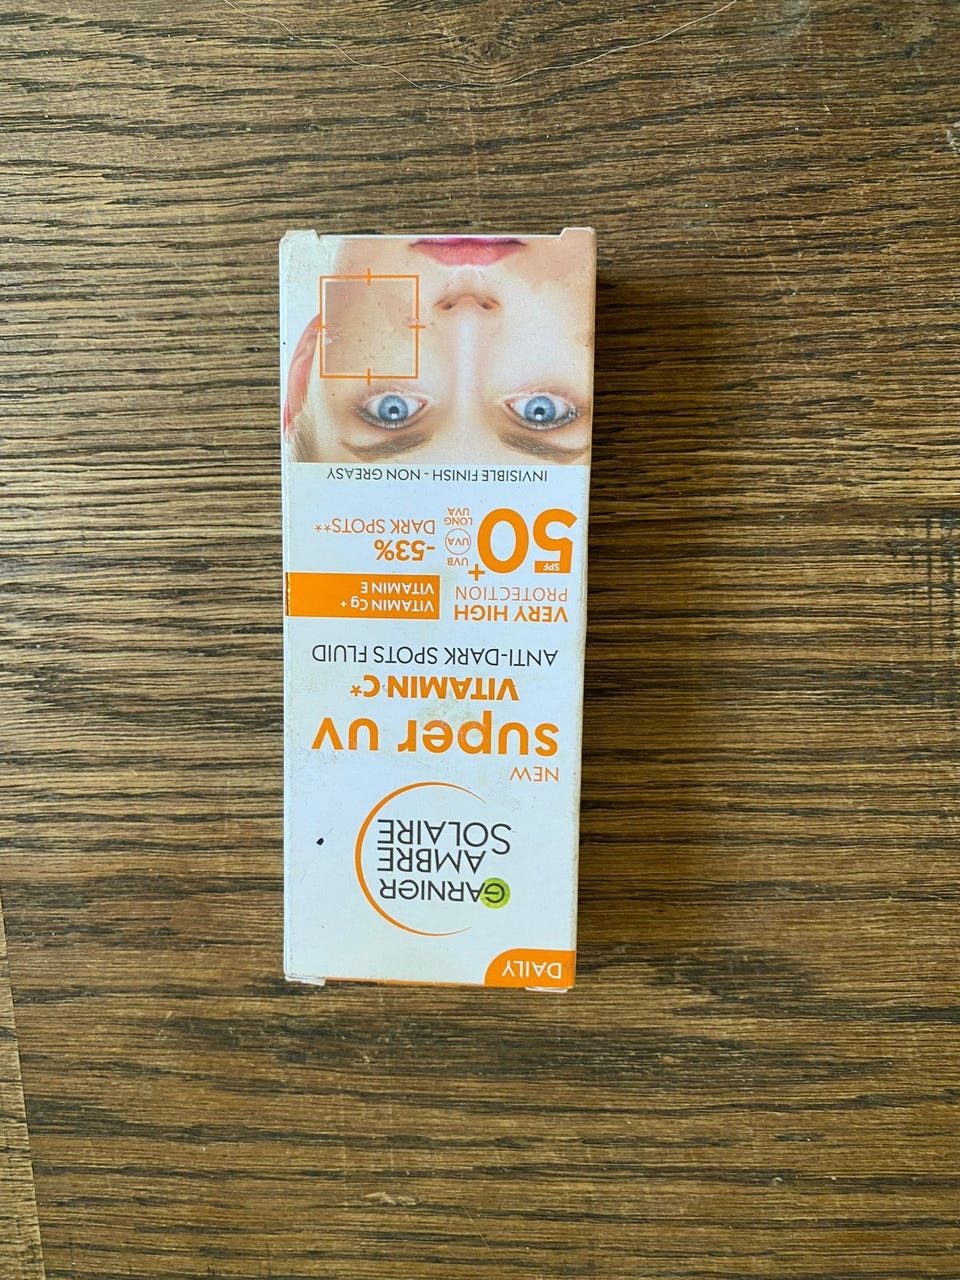 DAILY
GARNIER
AMBRE
SOLAIRE
NEW
super UV
VITAMIN C*
ANTI-DARK SPOTS FLUID
VERY HIGH
PROTECTION
SPF
50+
UVB
UVA
LONG
UVA
VITAMIN Cg +
VITAMIN E
-53%
DARK SPOTS**
INVISIBLE FINISH - NON GREASY